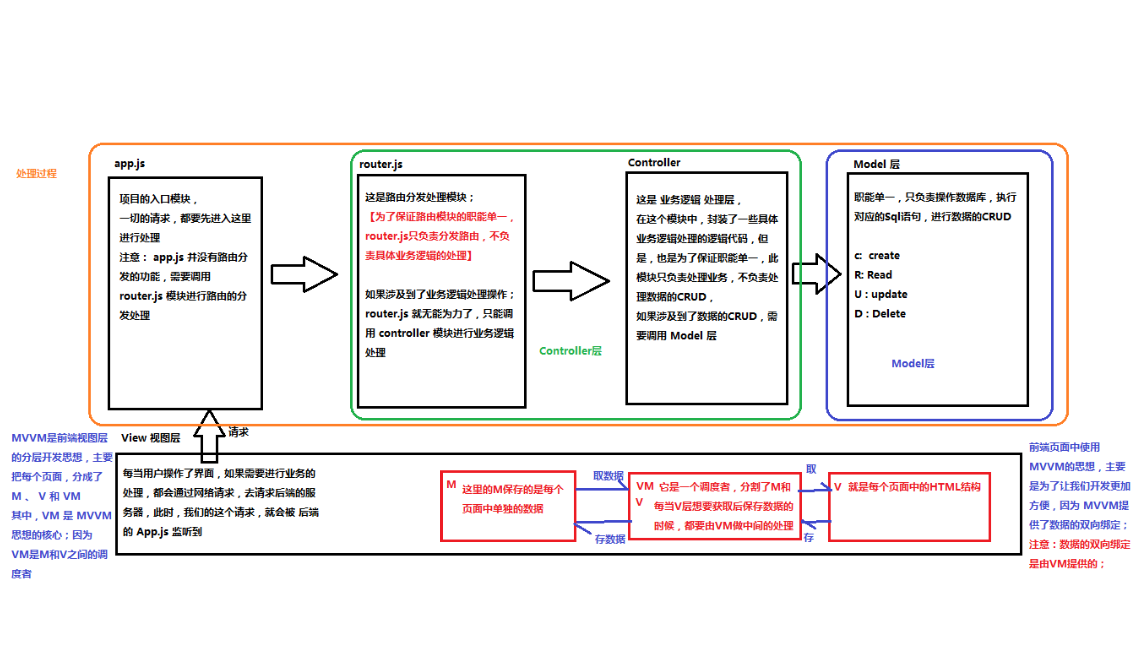 处理过程
app.js
项目的入口模块，
一切的请求，都要先进入这里
进行处理
注意： app.js 并没有路由分
发的功能，需要调用
router.js 模块进行路由的分
发处理
router.js
这是路由分发处理模块；
【为了保证路由模块的职能单一，
router.js只负责分发路由，不负
责具体业务逻辑的处理】
如果涉及到了业务逻辑处理操作；
router.js 就无能为力了，只能调
用 controller 模块进行业务逻辑
处理
Controller层
Controller
这是 业务逻辑 处理层，
在这个模块中，封装了一些具体
业务逻辑处理的逻辑代码，但
是，也是为了保证职能单一，此
模块只负责处理业务，不负责处
理数据的CRUD，
如果涉及到了数据的CRUD，需
要调用 Model 层
Model 层
职能单一，只负责操作数据库，执行
对应的Sql语句，进行数据的CRUD
c: create
R: Read
U : update
D : Delete
Model层
请求
MVVM是前端视图层
的分层开发思想，主要
把每个页面，分成了
M 、 V 和 VM
其中，VM 是 MVVM
思想的核心；因为
VM是M和V之间的调
度者
View 视图层
每当用户操作了界面，如果需要进行业务的
处理，都会通过网络请求，去请求后端的服
务器，此时，我们的这个请求，就会被 后端
的 App.js 监听到
M 这里的M保存的是每个
页面中单独的数据
取数据
存数据
VM 它是一个调度者，分割了M和
V 每当V层想要获取后保存数据的
时候，都要由VM做中间的处理
取
存
V 就是每个页面中的HTML结构
前端页面中使用
MVVM的思想，主要
是为了让我们开发更加
方便，因为 MVVM提
供了数据的双向绑定；
注意：数据的双向绑定
是由VM提供的；